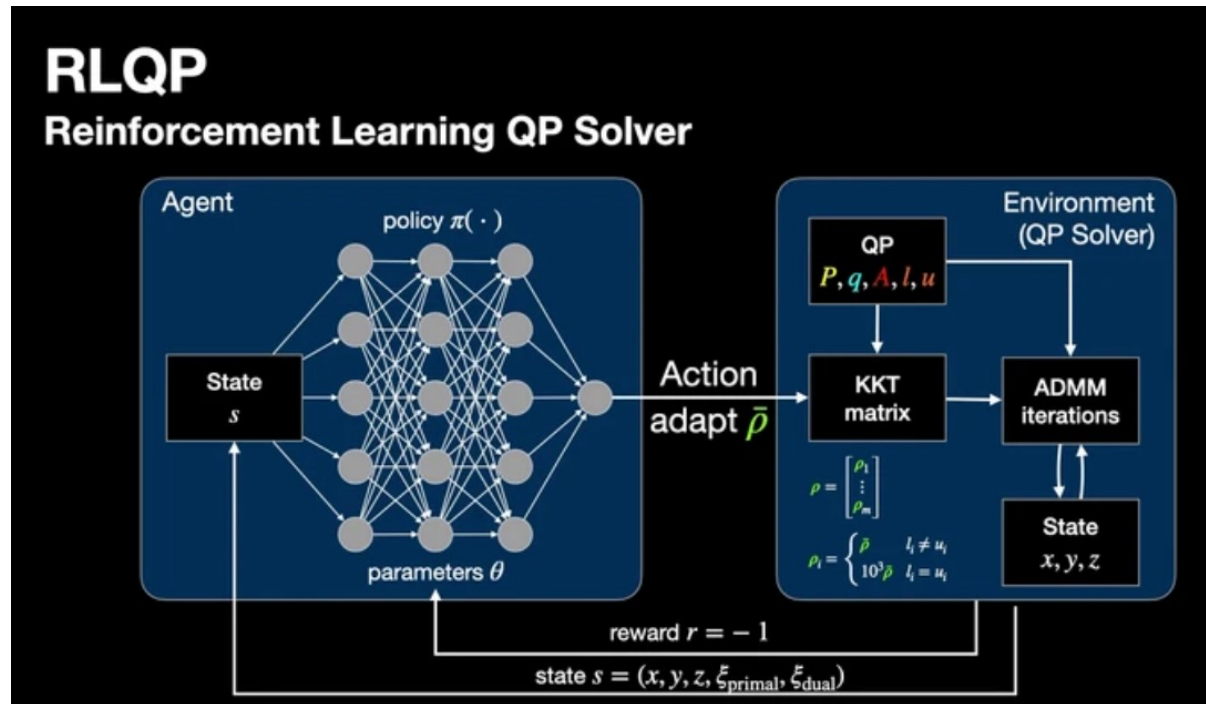 RLQP
Reinforcement Learning QP Solver
Agent
policy π( · )
State
s
parameters θ
Action
adapt ρ̄
Environment
(QP Solver)
QP
P, q, A, l, u
KKT
matrix
ADMM
iterations
ρ = [ρ₁ ⋮ ρₘ]
ρᵢ = { ρ̄ lᵢ ≠ uᵢ
10³ρ̄ lᵢ = uᵢ
State
x, y, z
reward r = − 1
state s = (x, y, z, ξprimal, ξdual)